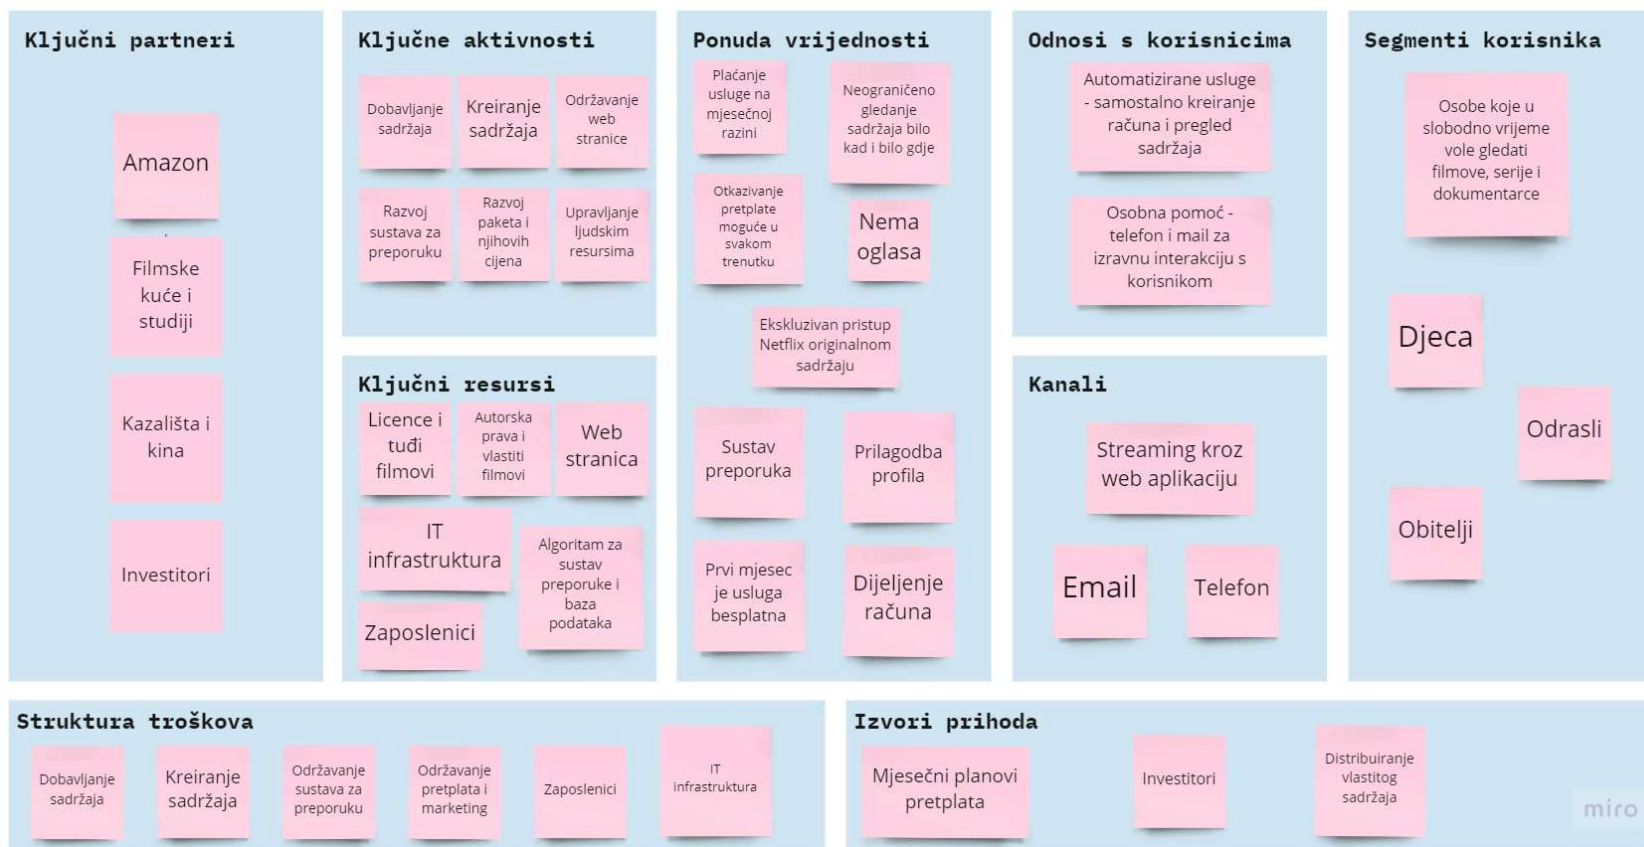 Ključni partneri
Amazon
Filmske
kuće i
studiji
Kazališta i
kina
Investitori
Ključne aktivnosti
Dobavljanje
sadržaja
Kreiranje
sadržaja
Održavanje
web
stranice
Razvoj
sustava za
preporuku
Razvoj
paketa i
njihovih
cijena
Upravljanje
ljudskim
resursima
Ključni resursi
Licence i
tuđi
filmovi
Autorska
prava i
vlastiti
filmovi
Web
stranica
IT
infrastruktura
Algoritam za
sustav
preporuke i
baza
podataka
Zaposlenici
Ponuda vrijednosti
Plaćanje
usluge na
mjesečnoj
razini
Neograničeno
gledanje
sadržaja bilo
kad i bilo gdje
Otkazivanje
pretplate
moguće u
svakom
trenutku
Nema
oglasa
Ekskluzivan pristup
Netflix originalnom
sadržaju
Sustav
preporuka
Prilagodba
profila
Prvi mjesec
je usluga
besplatna
Dijeljenje
računa
Odnosi s korisnicima
Automatizirane usluge
- samostalno kreiranje
računa i pregled
sadržaja
Osobna pomoć -
telefon i mail za
izravnu interakciju s
korisnikom
Kanali
Streaming kroz
web aplikaciju
Email
Telefon
Segmenti korisnika
Osobe koje u
slobodno vrijeme
vole gledati
filmove, serije i
dokumentarce
Djeca
Odrasli
Obitelji
Struktura troškova
Dobavljanje
sadržaja
Kreiranje
sadržaja
Održavanje
sustava za
preporuku
Održavanje
pretplata i
marketing
Zaposlenici
IT
infrastruktura
Izvori prihoda
Mjesečni planovi
pretplata
Investitori
Distribuiranje
vlastitog
sadržaja
miro